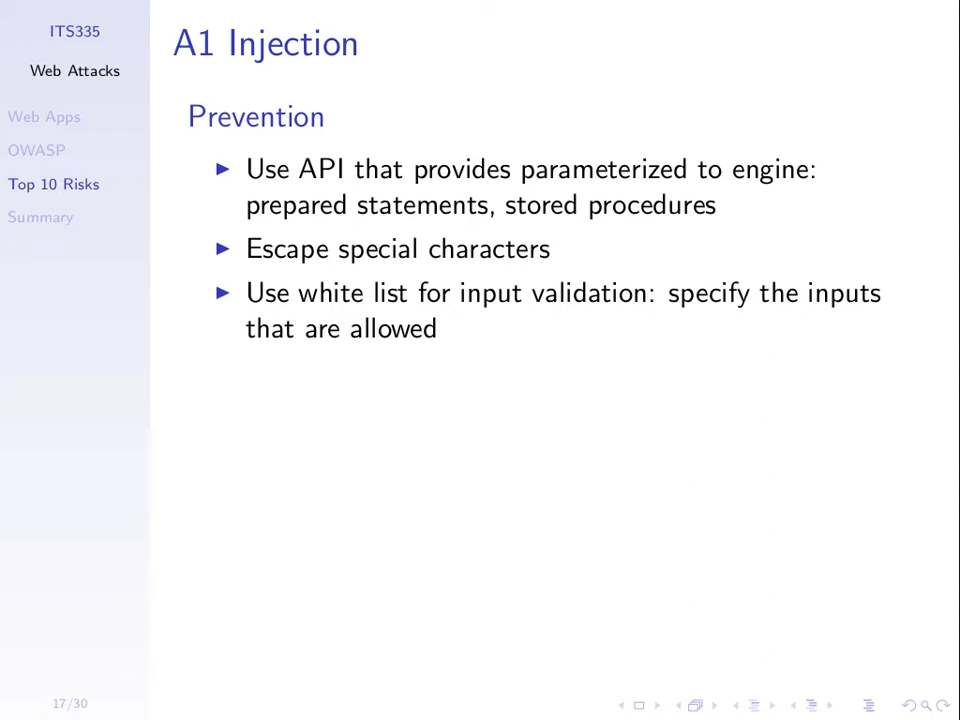 ITS335
Web Attacks
Web Apps
OWASP
Top 10 Risks
Summary
A1 Injection
Prevention
Use API that provides parameterized to engine:
prepared statements, stored procedures
Escape special characters
Use white list for input validation: specify the inputs
that are allowed
17/30